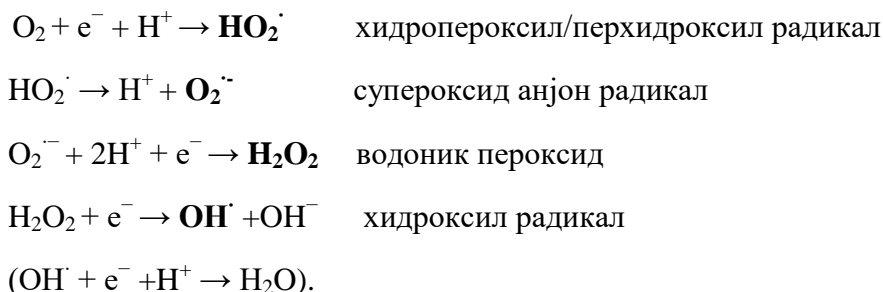 O₂ + e⁻ + H⁺ → HO₂˙ хидропероксил/перхидроксил радикал
HO₂˙ → H⁺ + O₂˙⁻ супероксид анјон радикал
O₂˙⁻ + 2H⁺ + e⁻ → H₂O₂ водоник пероксид
H₂O₂ + e⁻ → OH˙ +OH⁻ хидроксил радикал
(OH˙ + e⁻ +H⁺ → H₂O).